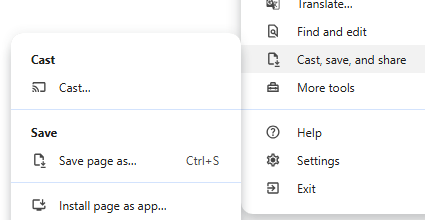 Translate...
Find and edit
Cast, save, and share
More tools
Help
Settings
Exit
Cast
Cast...
Save
Save page as... Ctrl+S
Install page as app...